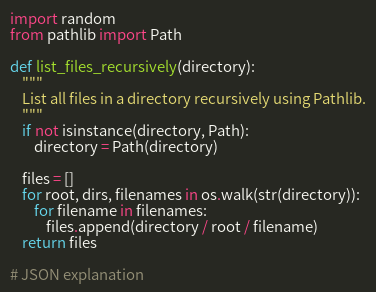 import random
from pathlib import Path

def list_files_recursively(directory):
    """
    List all files in a directory recursively using Pathlib.
    """
    if not isinstance(directory, Path):
        directory = Path(directory)

    files = []
    for root, dirs, filenames in os.walk(str(directory)):
        for filename in filenames:
            files.append(directory / root / filename)
    return files

# JSON explanation